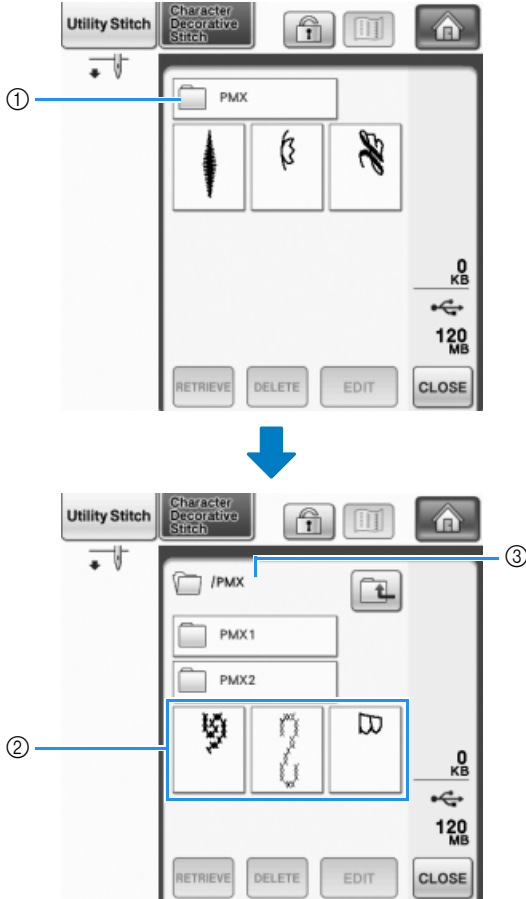 Utility Stitch
Character
Decorative
Stitch
①
PMX
0
KB
120
MB
RETRIEVE
DELETE
EDIT
CLOSE
Utility Stitch
Character
Decorative
Stitch
③
/PMX
PMX1
PMX2
②
0
KB
120
MB
RETRIEVE
DELETE
EDIT
CLOSE